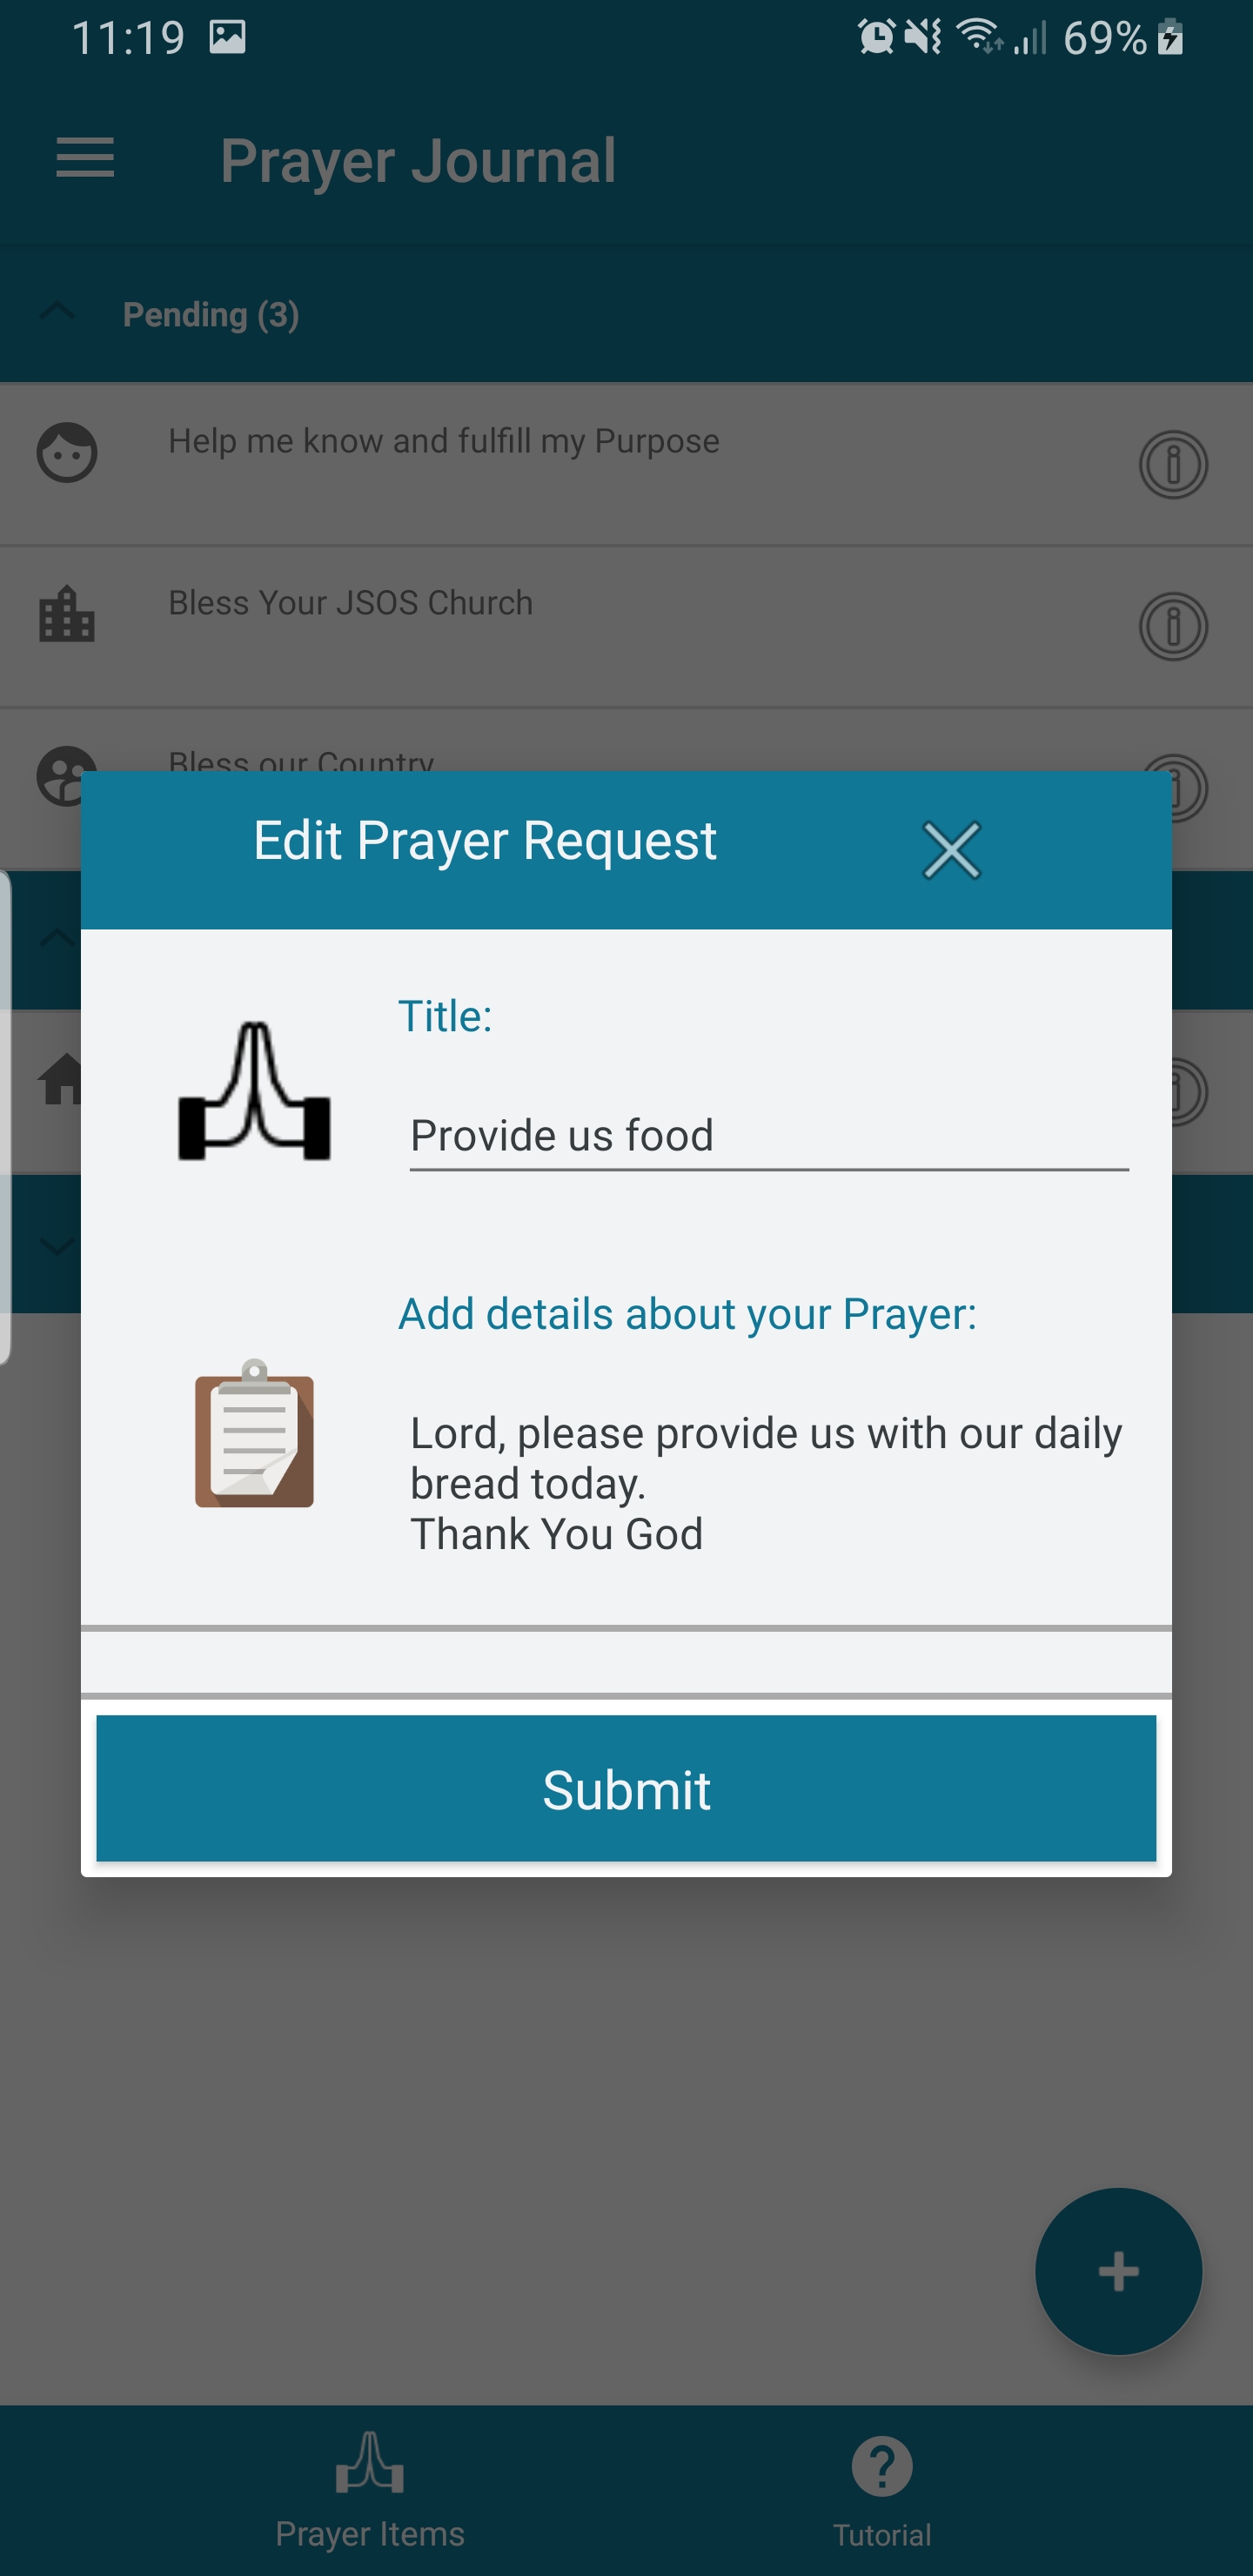 11:19
69%
Prayer Journal
Pending (3)
Help me know and fulfill my Purpose
Bless Your JSOS Church
Bless our Country
Edit Prayer Request
Title:
Provide us food
Add details about your Prayer:
Lord, please provide us with our daily
bread today.
Thank You God
Submit
Prayer Items
Tutorial